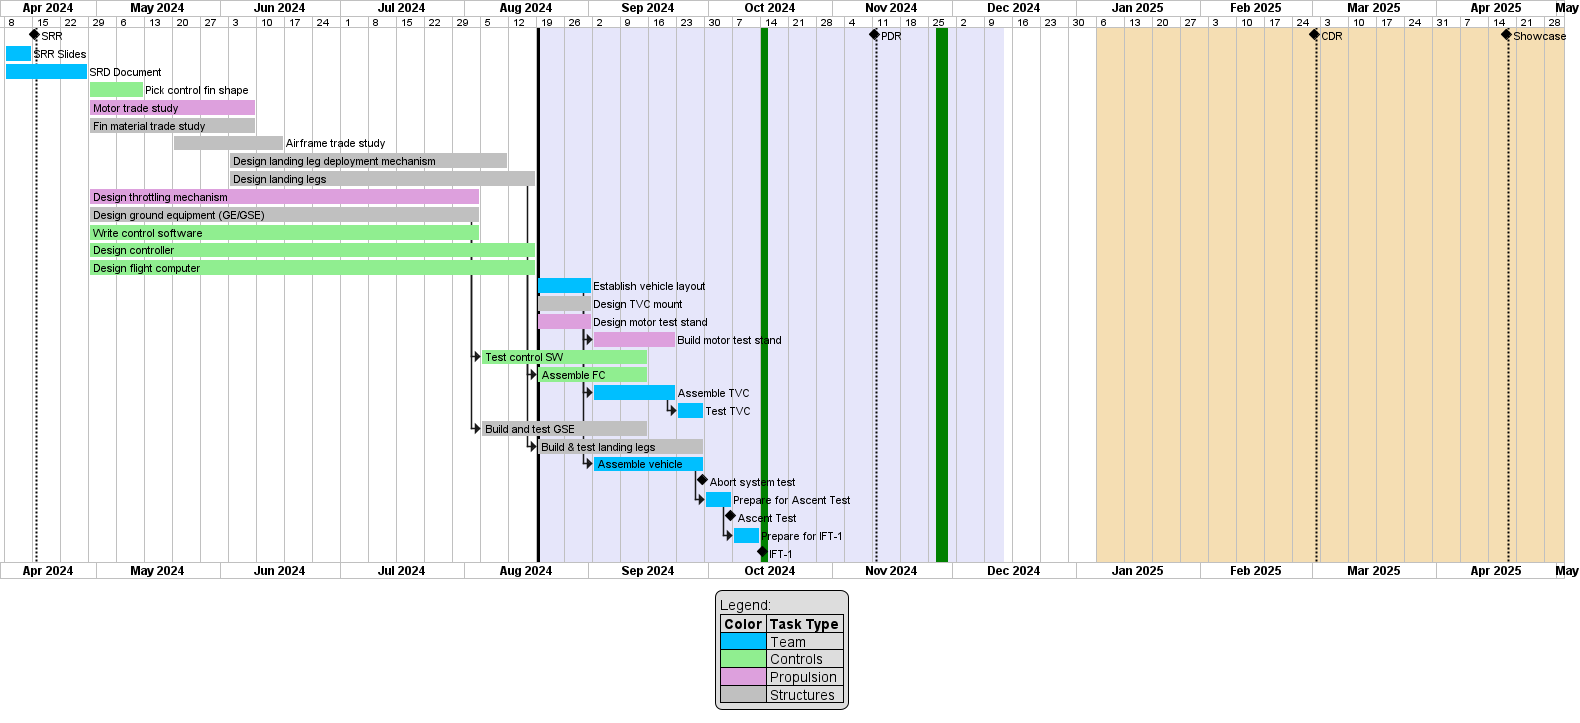 Apr 2024 May 2024 Jun 2024 Jul 2024 Aug 2024 Sep 2024 Oct 2024 Nov 2024 Dec 2024 Jan 2025 Feb 2025 Mar 2025 Apr 2025 May
8 15 22 29 6 13 20 27 3 10 17 24 1 8 15 22 29 5 12 19 26 2 9 16 23 30 7 14 21 28 4 11 18 25 2 9 16 23 30 6 13 20 27 3 10 17 24 3 10 17 24 31 7 14 21 28
SRR PDR CDR Showcase
SRR Slides
SRD Document
Pick control fin shape
Motor trade study
Fin material trade study
Airframe trade study
Design landing leg deployment mechanism
Design landing legs
Design throttling mechanism
Design ground equipment (GE/GSE)
Write control software
Design controller
Design flight computer
Establish vehicle layout
Design TVC mount
Design motor test stand
Build motor test stand
Test control SW
Assemble FC
Assemble TVC
Test TVC
Build and test GSE
Build & test landing legs
Assemble vehicle
Abort system test
Prepare for Ascent Test
Ascent Test
Prepare for IFT-1
IFT-1
Apr 2024 May 2024 Jun 2024 Jul 2024 Aug 2024 Sep 2024 Oct 2024 Nov 2024 Dec 2024 Jan 2025 Feb 2025 Mar 2025 Apr 2025 May
Legend:
Color Task Type
Team
Controls
Propulsion
Structures